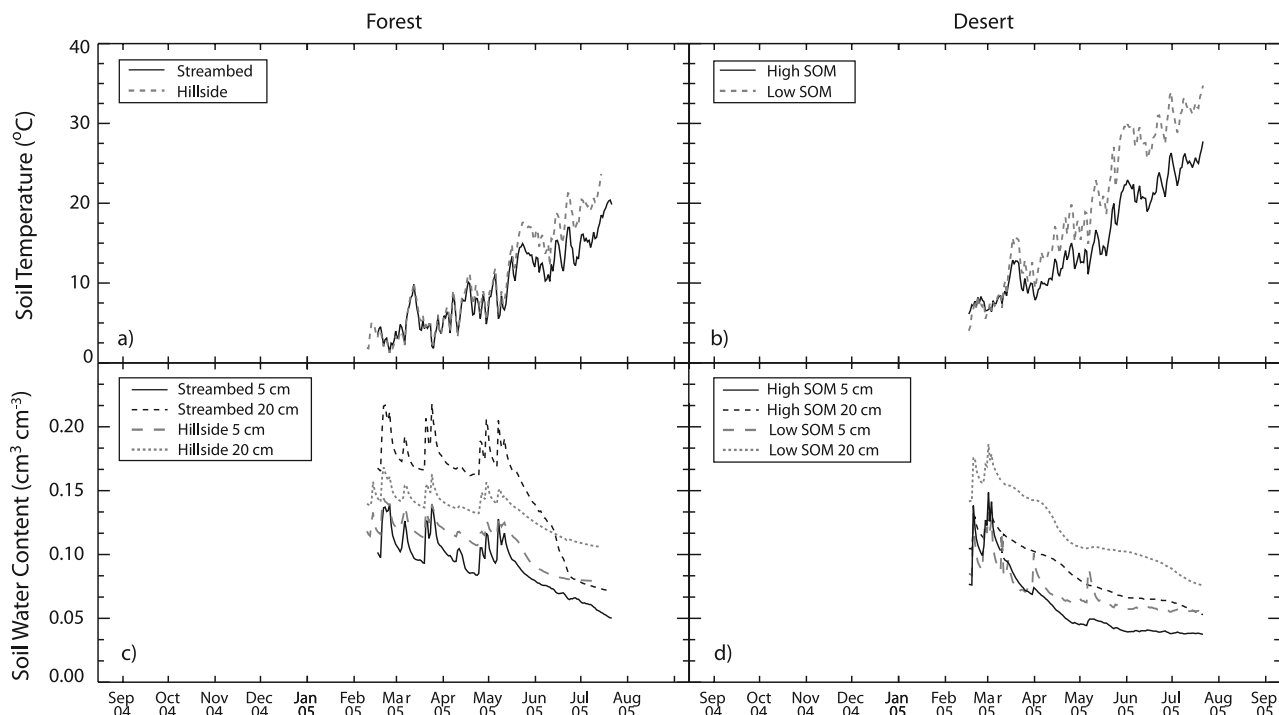 Forest
Desert
Soil Temperature (°C)
40
30
20
10
0
Streambed
Hillside
a)
High SOM
Low SOM
b)
Soil Water Content (cm³ cm⁻³)
0.20
0.15
0.10
0.05
0.00
Streambed 5 cm
Streambed 20 cm
Hillside 5 cm
Hillside 20 cm
c)
High SOM 5 cm
High SOM 20 cm
Low SOM 5 cm
Low SOM 20 cm
d)
Sep Oct Nov Dec Jan Feb Mar Apr May Jun Jul Aug
04 04 04 04 05 05 05 05 05 05 05 05
Sep Oct Nov Dec Jan Feb Mar Apr May Jun Jul Aug Sep
04 04 04 04 05 05 05 05 05 05 05 05 05